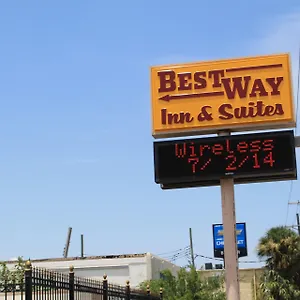 BEST WAY
Inn & Suites
Wireless
7/ 2/14